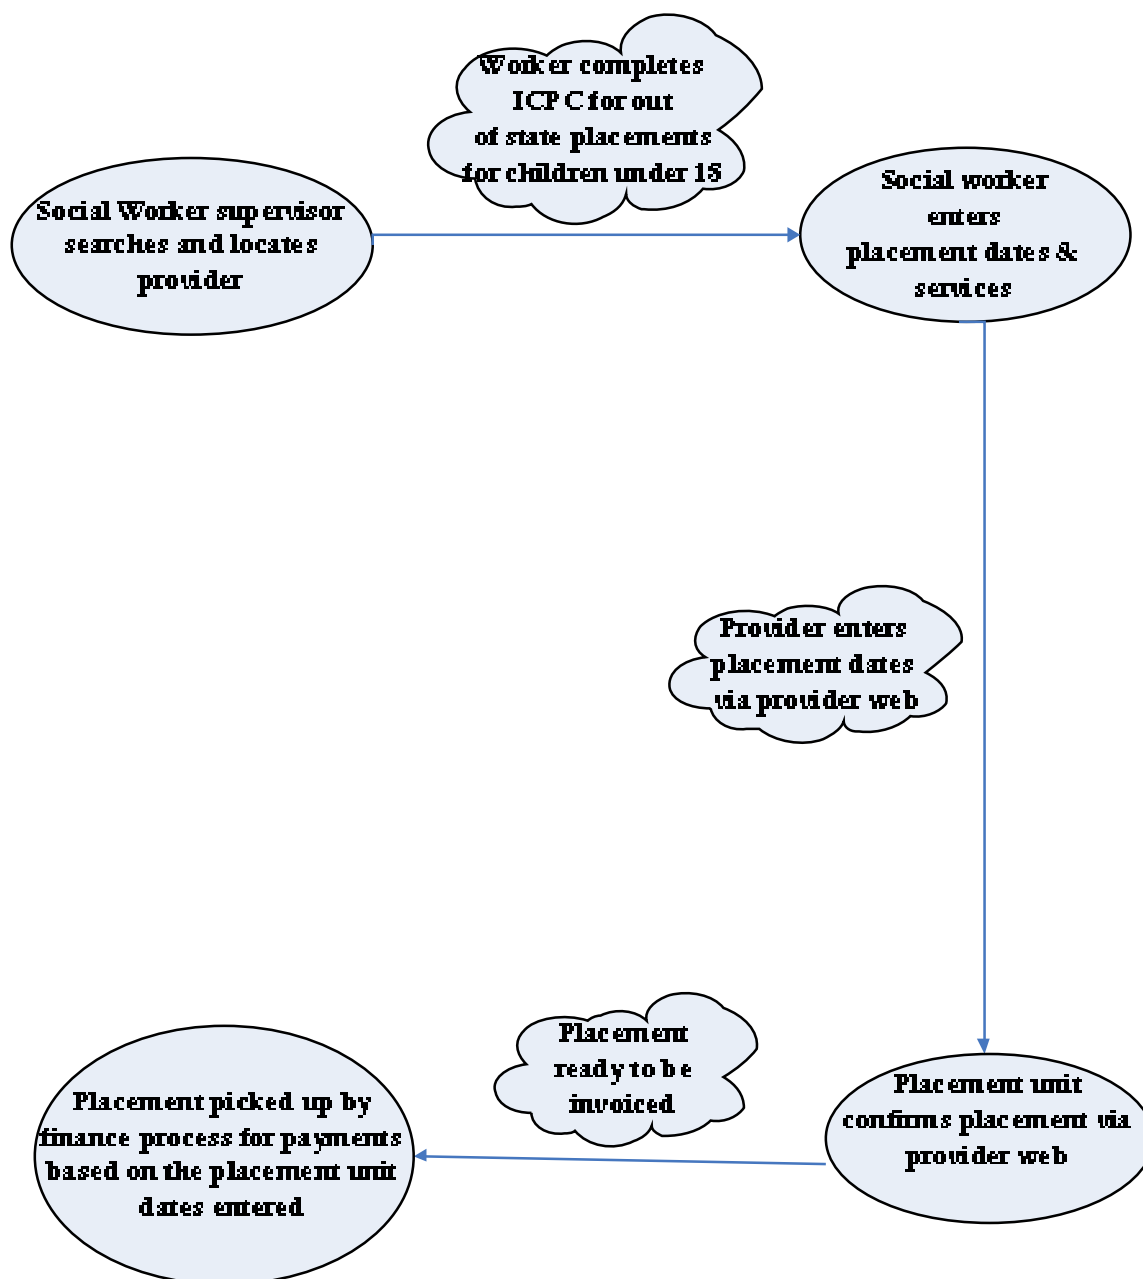 Worker completes
ICPC for out
of state placements
for children under 18
Social Worker supervisor
searches and locates
provider
Social worker
enters
placement dates &
services
Provider enters
placement dates
via provider web
Placement
ready to be
invoiced
Placement unit
confirms placement via
provider web
Placement picked up by
finance process for payments
based on the placement unit
dates entered